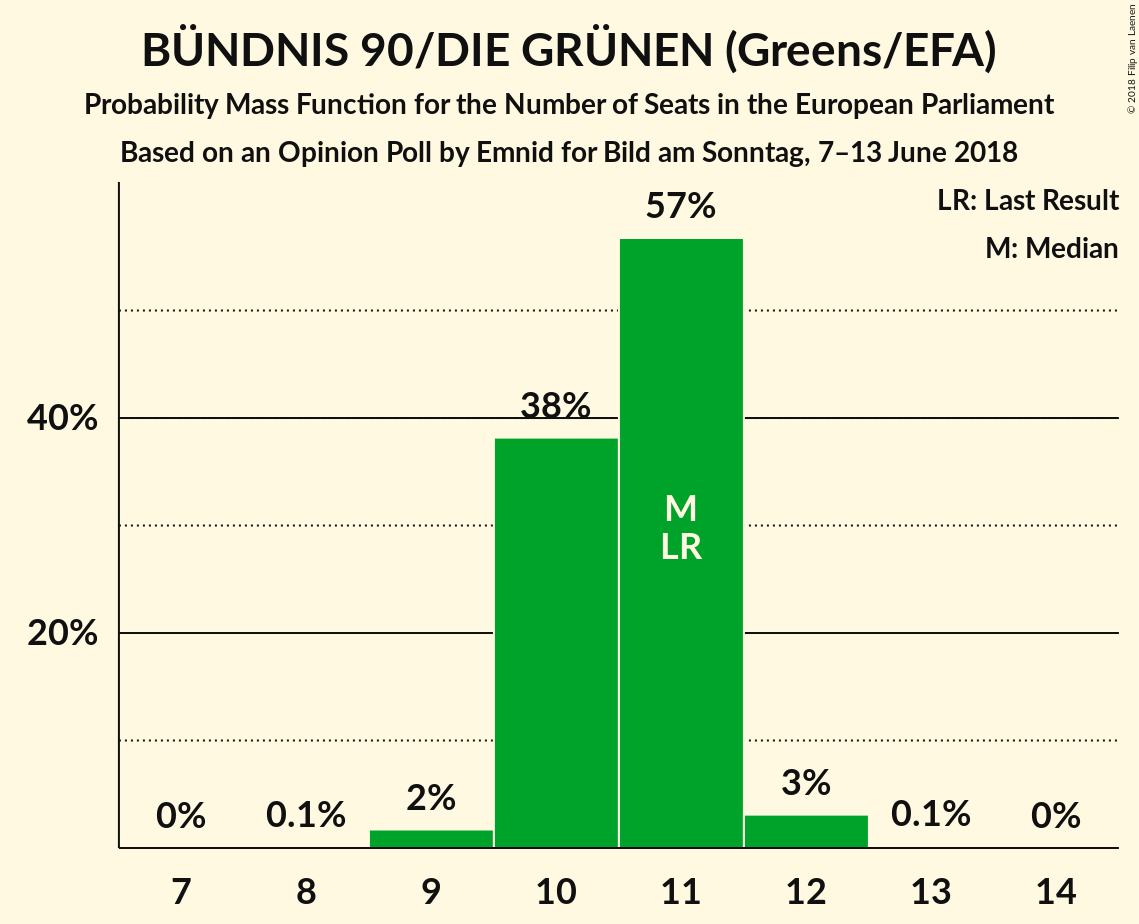 BÜNDNIS 90/DIE GRÜNEN (Greens/EFA)
Probability Mass Function for the Number of Seats in the European Parliament
Based on an Opinion Poll by Emnid for Bild am Sonntag, 7–13 June 2018
© 2018 Filip van Laenen
LR: Last Result
M: Median
57%
38%
40%
M
LR
20%
0%
0.1%
2%
3%
0.1%
0%
7 8 9 10 11 12 13 14